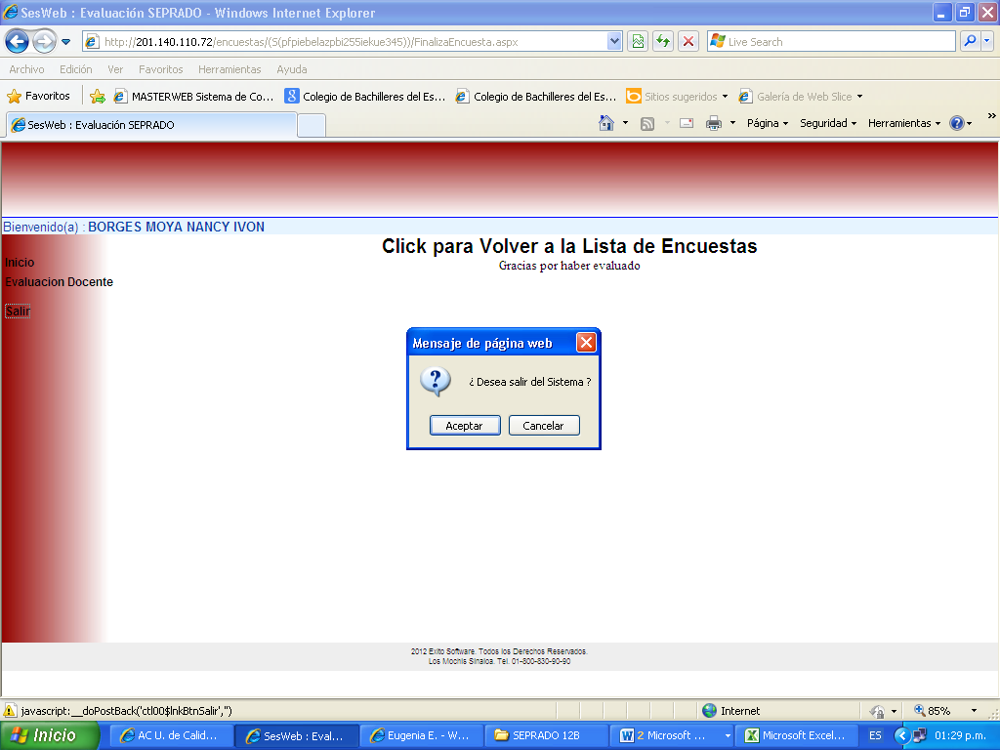 SesWeb : Evaluación SEPRADO - Windows Internet Explorer
http://201.140.110.72/encuestas/(S(pfpiebelazpbi255iekue345))/FinalizaEncuesta.aspx
Live Search
Archivo Edición Ver Favoritos Herramientas Ayuda
Favoritos MASTERWEB Sistema de Co... Colegio de Bachilleres del Es... Colegio de Bachilleres del Es... Sitios sugeridos Galería de Web Slice
SesWeb : Evaluación SEPRADO
Página Seguridad Herramientas »
Bienvenido(a) : BORGES MOYA NANCY IVON
Click para Volver a la Lista de Encuestas
Gracias por haber evaluado
Inicio
Evaluacion Docente
Salir
Mensaje de página web
¿ Desea salir del Sistema ?
Aceptar Cancelar
2012 Exito Software. Todos los Derechos Reservados.
Los Mochis Sinaloa. Tel. 01-800-830-90-90
javascript:__doPostBack('ctl00$lnkBtnSalir','') Internet 85%
Inicio AC U. de Calid... SesWeb : Eval... Eugenia E. - W... SEPRADO 12B 2 Microsoft ... Microsoft Excel... ES 01:29 p.m.